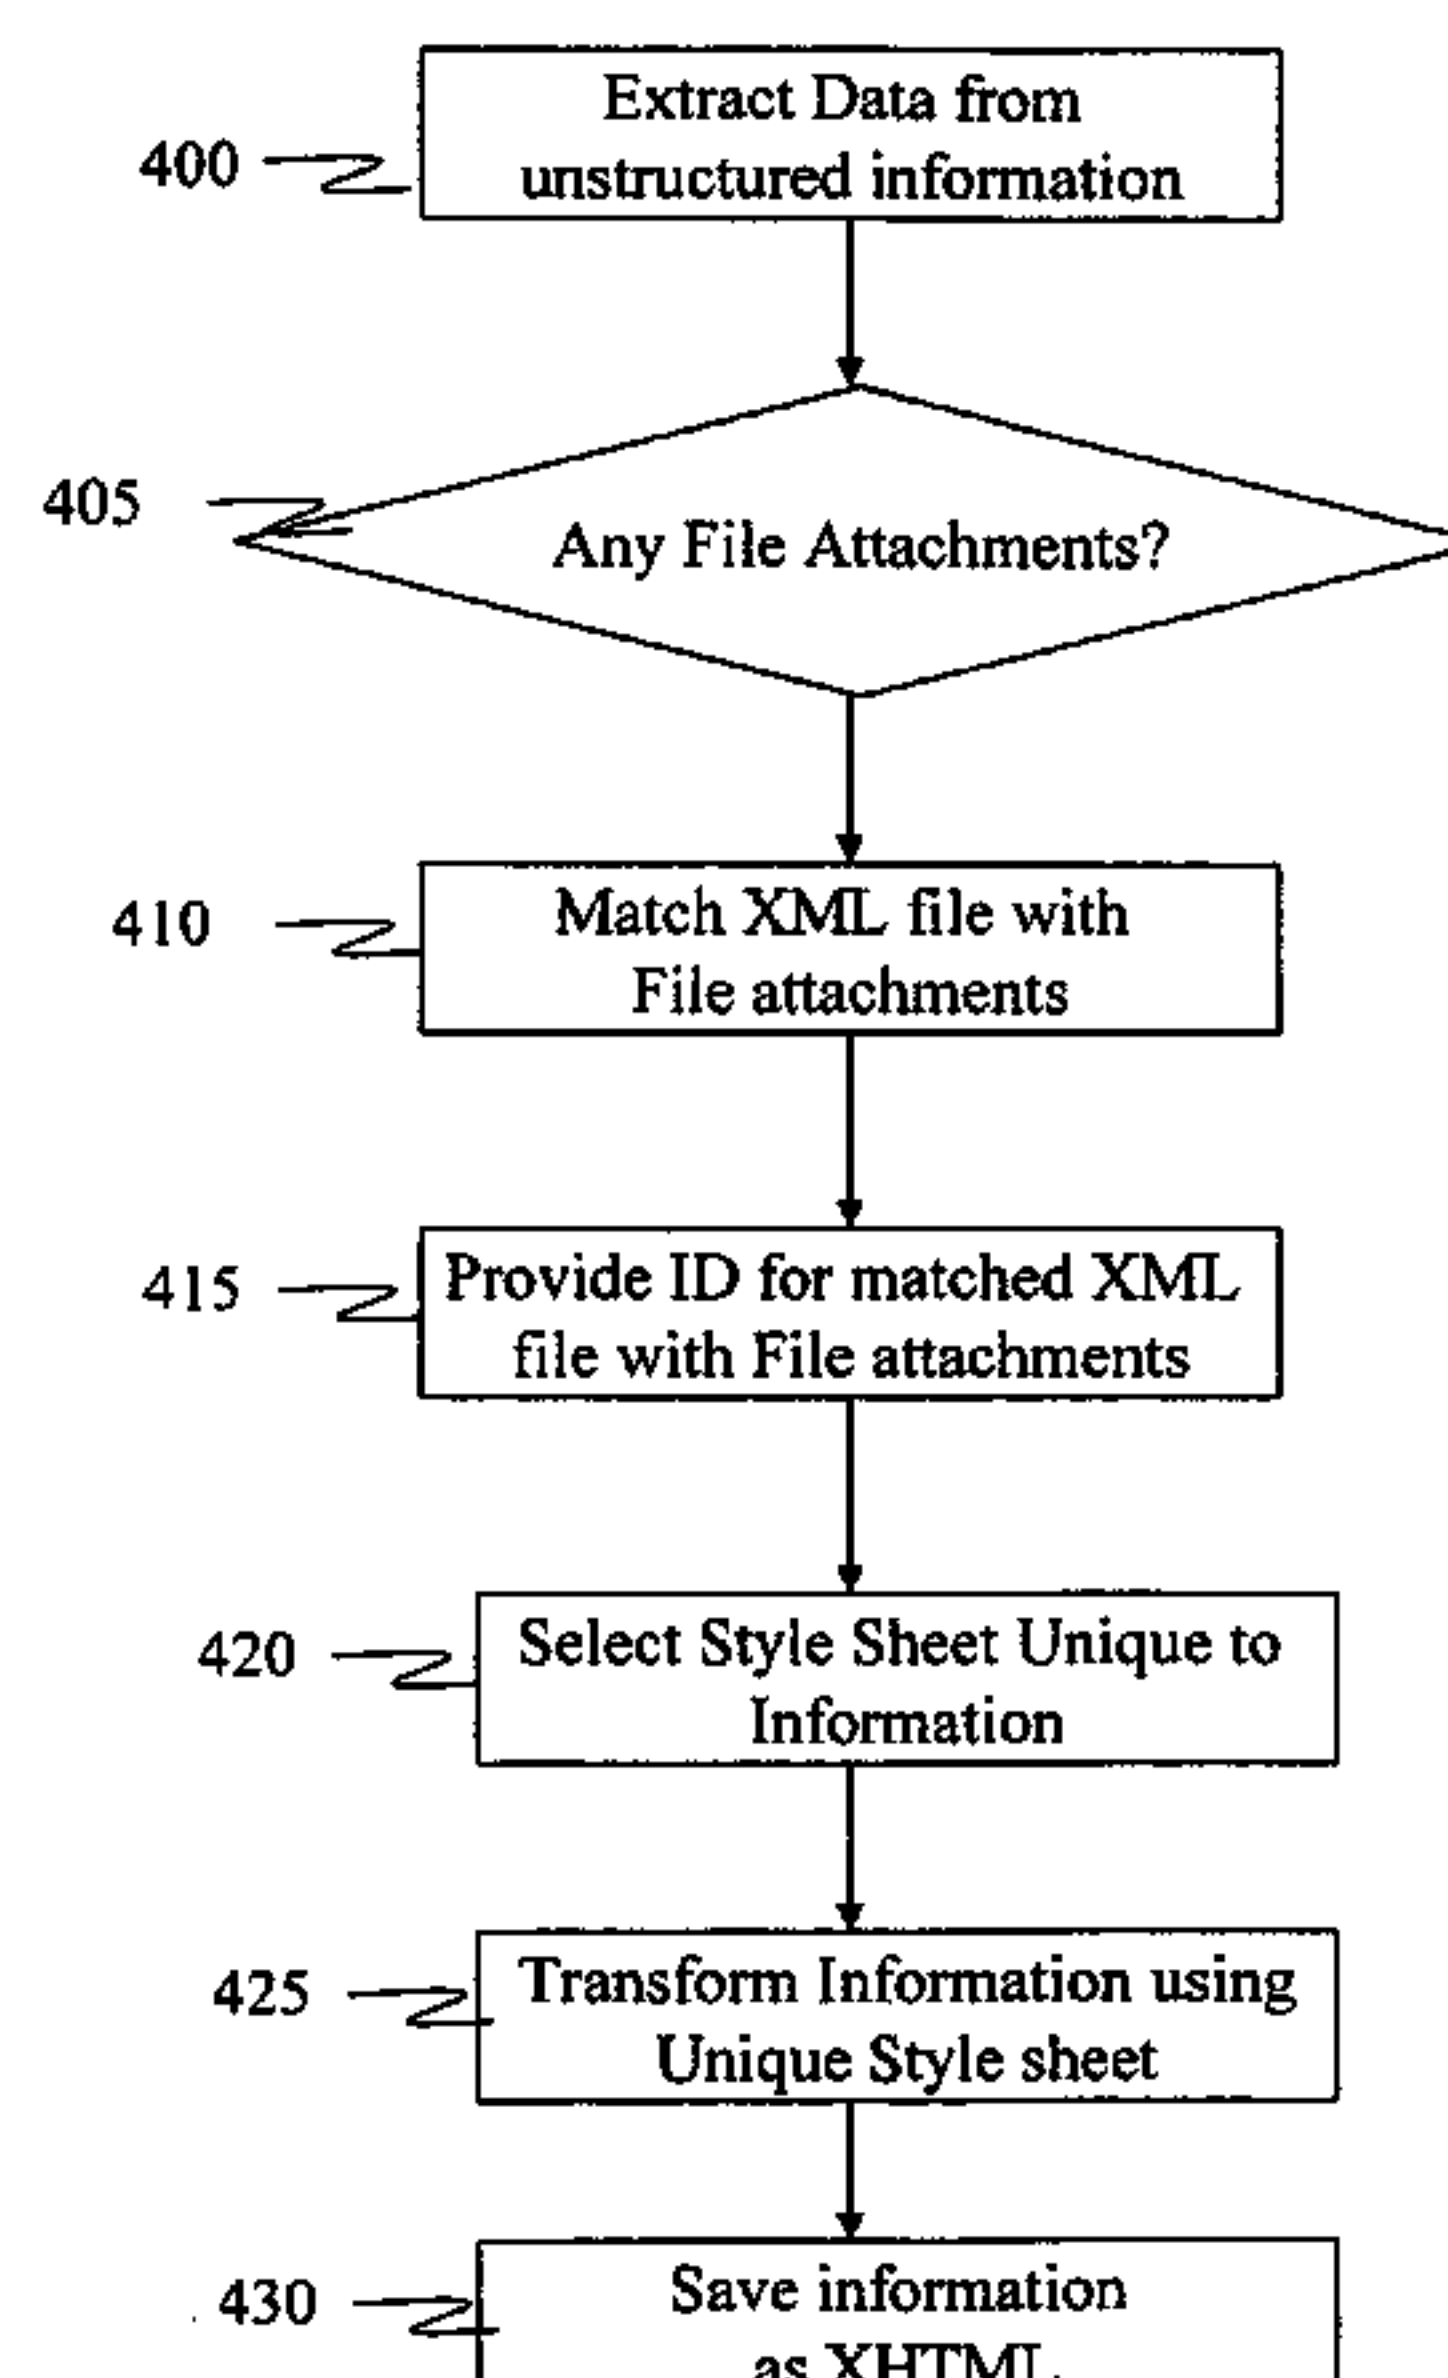 Extract Data from
400
unstructured information
405
Any File Attachments?
410
Match XML file with
File attachments
415
Provide ID for matched XML
file with File attachments
420
Select Style Sheet Unique to
Information
425
Transform Information using
Unique Style sheet
430
Save information
as XHTML